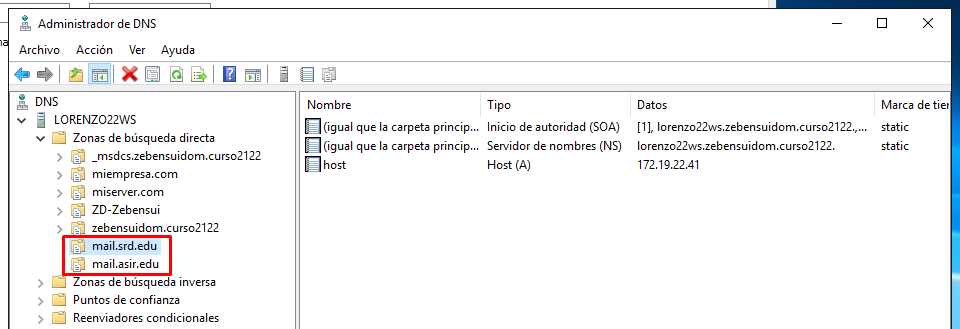 Administrador de DNS
Archivo Acción Ver Ayuda
DNS
LORENZO22WS
Zonas de búsqueda directa
_msdcs.zebensuidom.curso2122
miempresa.com
miserver.com
ZD-Zebensui
zebensuidom.curso2122
mail.srd.edu
mail.asir.edu
Zonas de búsqueda inversa
Puntos de confianza
Reenviadores condicionales
Nombre Tipo Datos Marca de tier
(igual que la carpeta princip... Inicio de autoridad (SOA) [1], lorenzo22ws.zebensuidom.curso2122.,... static
(igual que la carpeta princip... Servidor de nombres (NS) lorenzo22ws.zebensuidom.curso2122. static
host Host (A) 172.19.22.41